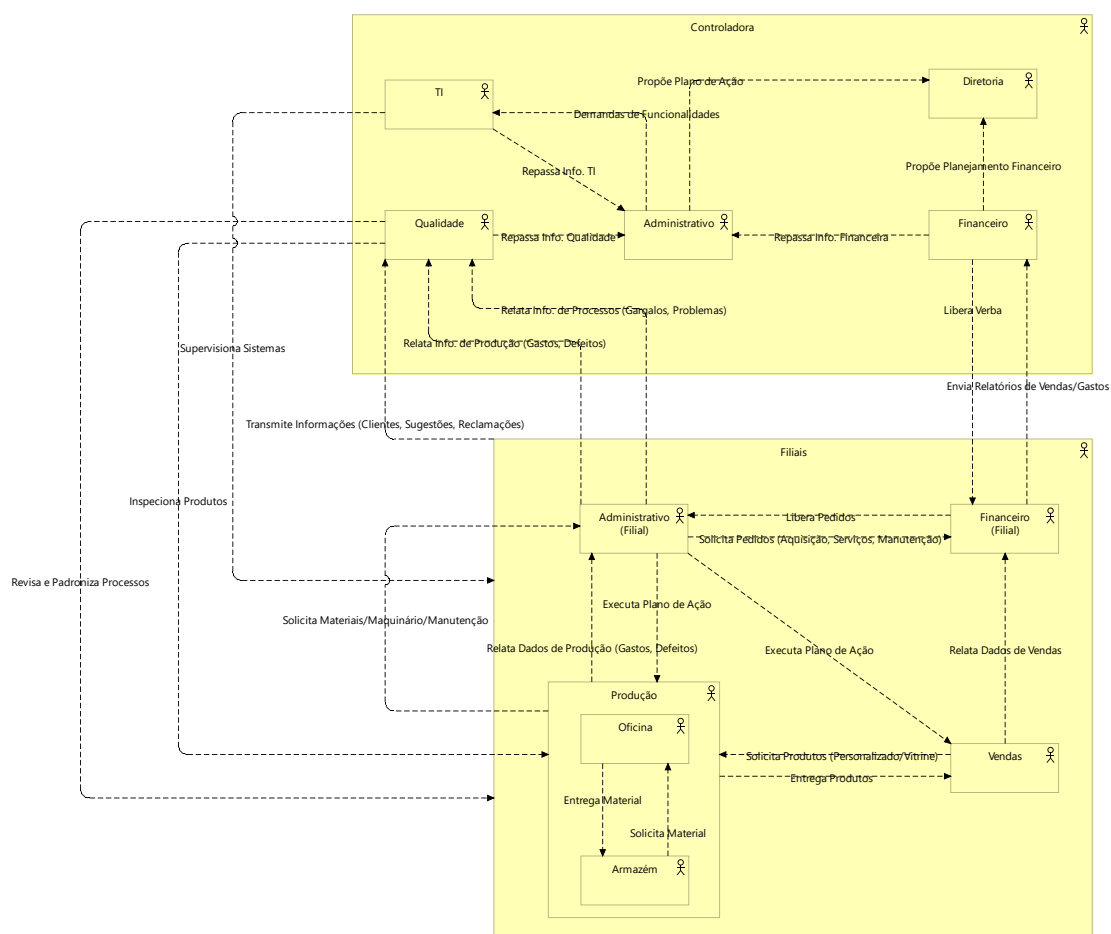 Controladora
Propõe Plano de Ação
Diretoria
TI
Demandas de Funcionalidades
Repassa Info. TI
Propõe Planejamento Financeiro
Qualidade
Administrativo
Financeiro
Repassa Info. Qualidade
Repassa Info. Financeira
Relata Info. de Processos (Gargalos, Problemas)
Libera Verba
Relata Info. de Produção (Gastos, Defeitos)
Supervisiona Sistemas
Envia Relatórios de Vendas/Gastos
Transmite Informações (Clientes, Sugestões, Reclamações)
Filiais
Inspeciona Produtos
Administrativo
(Filial)
Libera Pedidos
Financeiro
(Filial)
Solicita Pedidos (Aquisição, Serviços, Manutenção)
Revisa e Padroniza Processos
Executa Plano de Ação
Solicita Materiais/Maquinário/Manutenção
Relata Dados de Produção (Gastos, Defeitos)
Executa Plano de Ação
Relata Dados de Vendas
Produção
Oficina
Solicita Produtos (Personalizado/Vitrine)
Vendas
Entrega Produtos
Entrega Material
Solicita Material
Armazém